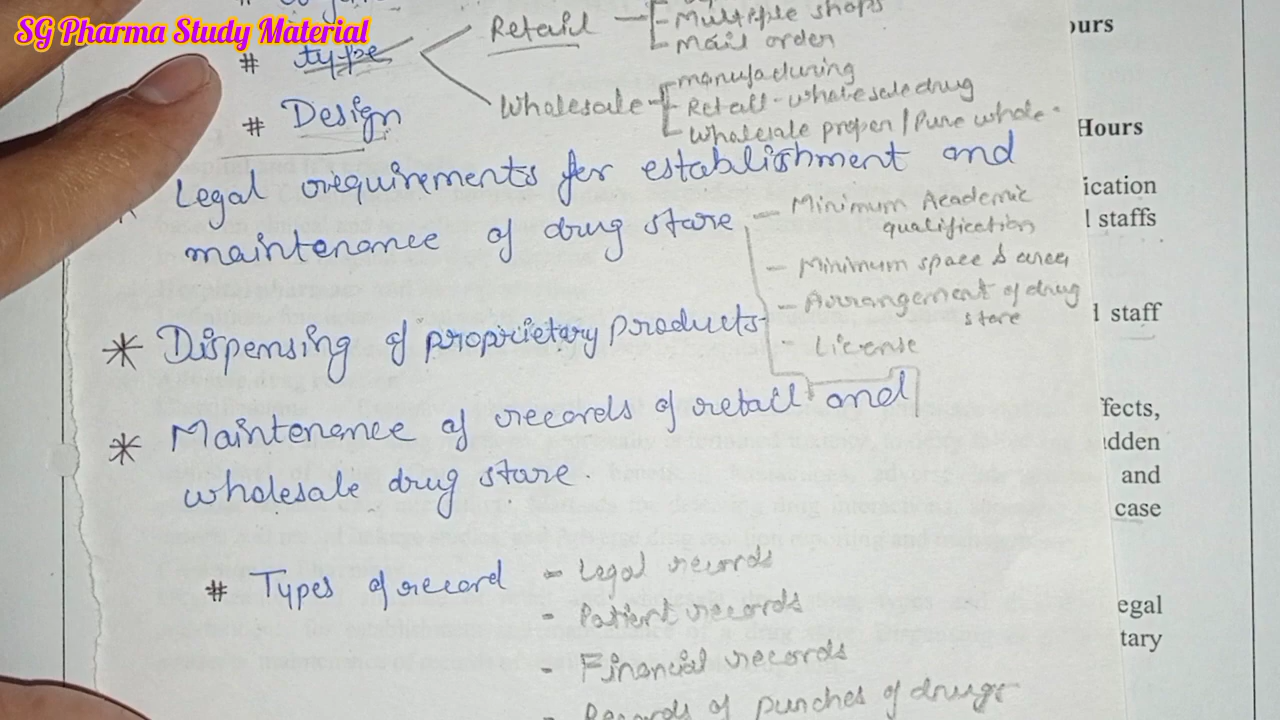 SG Pharma Study Material
Retail - Multiple shops
- Mail order
# type
Wholesale - manufacturing
- Retail-wholesale drug
- Wholesale proper / Pure whole-
# Design
Legal requirements for establishment and
maintenance of drug store
- Minimum Academic
qualification
- Minimum space & area
- Arrangement of drug
store
- License
* Dispensing of proprietary products
* Maintenance of records of retail and
wholesale drug store.
# Types of record - Legal records
- Patient records
- Financial records
- Records of punches of drugs
ours
Hours
ication
l staffs
l staff
ffects,
idden
and
case
egal
tary